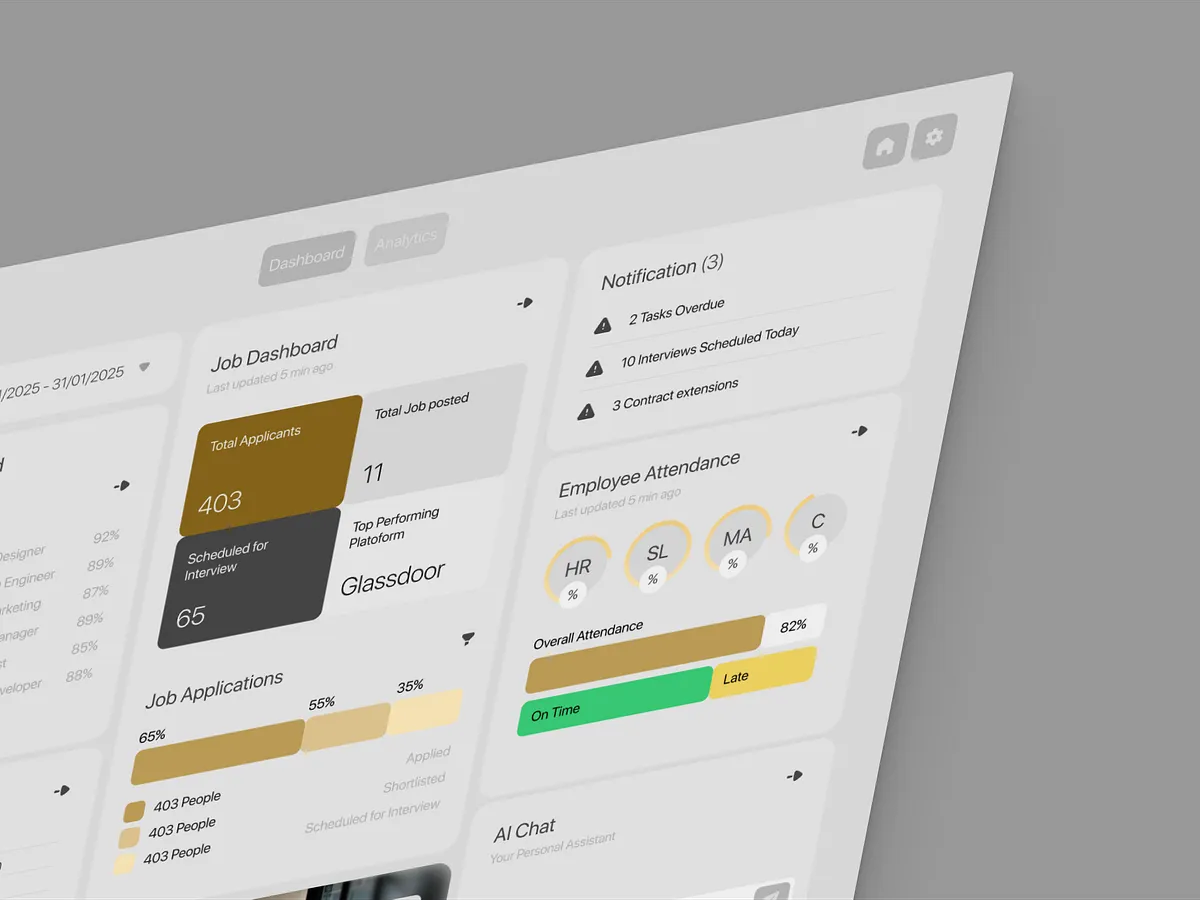 Dashboard
Analytics
/2025 - 31/01/2025
esigner
92%
Engineer
89%
rketing
87%
anager
89%
st
85%
veloper
88%
Job Dashboard
Last updated 5 min ago
Total Applicants
403
Total Job posted
11
Scheduled for
Interview
65
Top Performing
Platoform
Glassdoor
Job Applications
65%
55%
35%
Applied
Shortlisted
Scheduled for Interview
403 People
403 People
403 People
Notification (3)
2 Tasks Overdue
10 Interviews Scheduled Today
3 Contract extensions
Employee Attendance
Last updated 5 min ago
HR
%
SL
%
MA
%
C
%
Overall Attendance
82%
On Time
Late
AI Chat
Your Personal Assistant